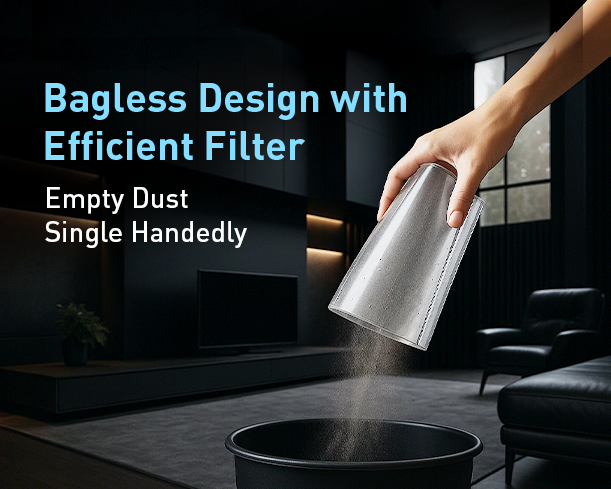 Bagless Design with
Efficient Filter
Empty Dust
Single Handedly